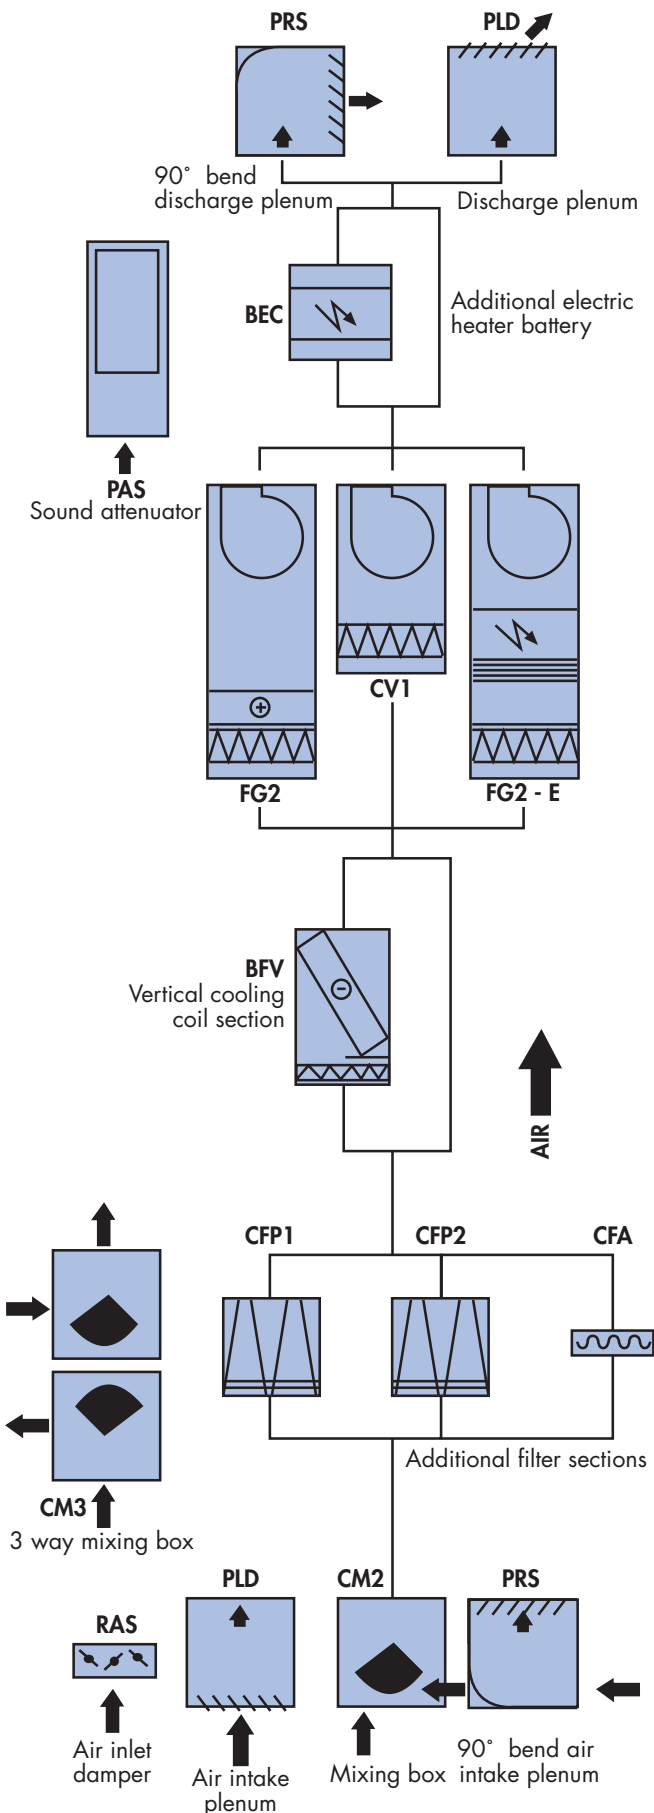 PRS
PLD
90° bend
discharge plenum
Discharge plenum
BEC
Additional electric
heater battery
PAS
Sound attenuator
CV1
FG2
FG2 - E
BFV
Vertical cooling
coil section
AIR
CFP1
CFP2
CFA
Additional filter sections
CM3
3 way mixing box
PLD
CM2
PRS
RAS
Air inlet
damper
Air intake
plenum
Mixing box
90° bend air
intake plenum